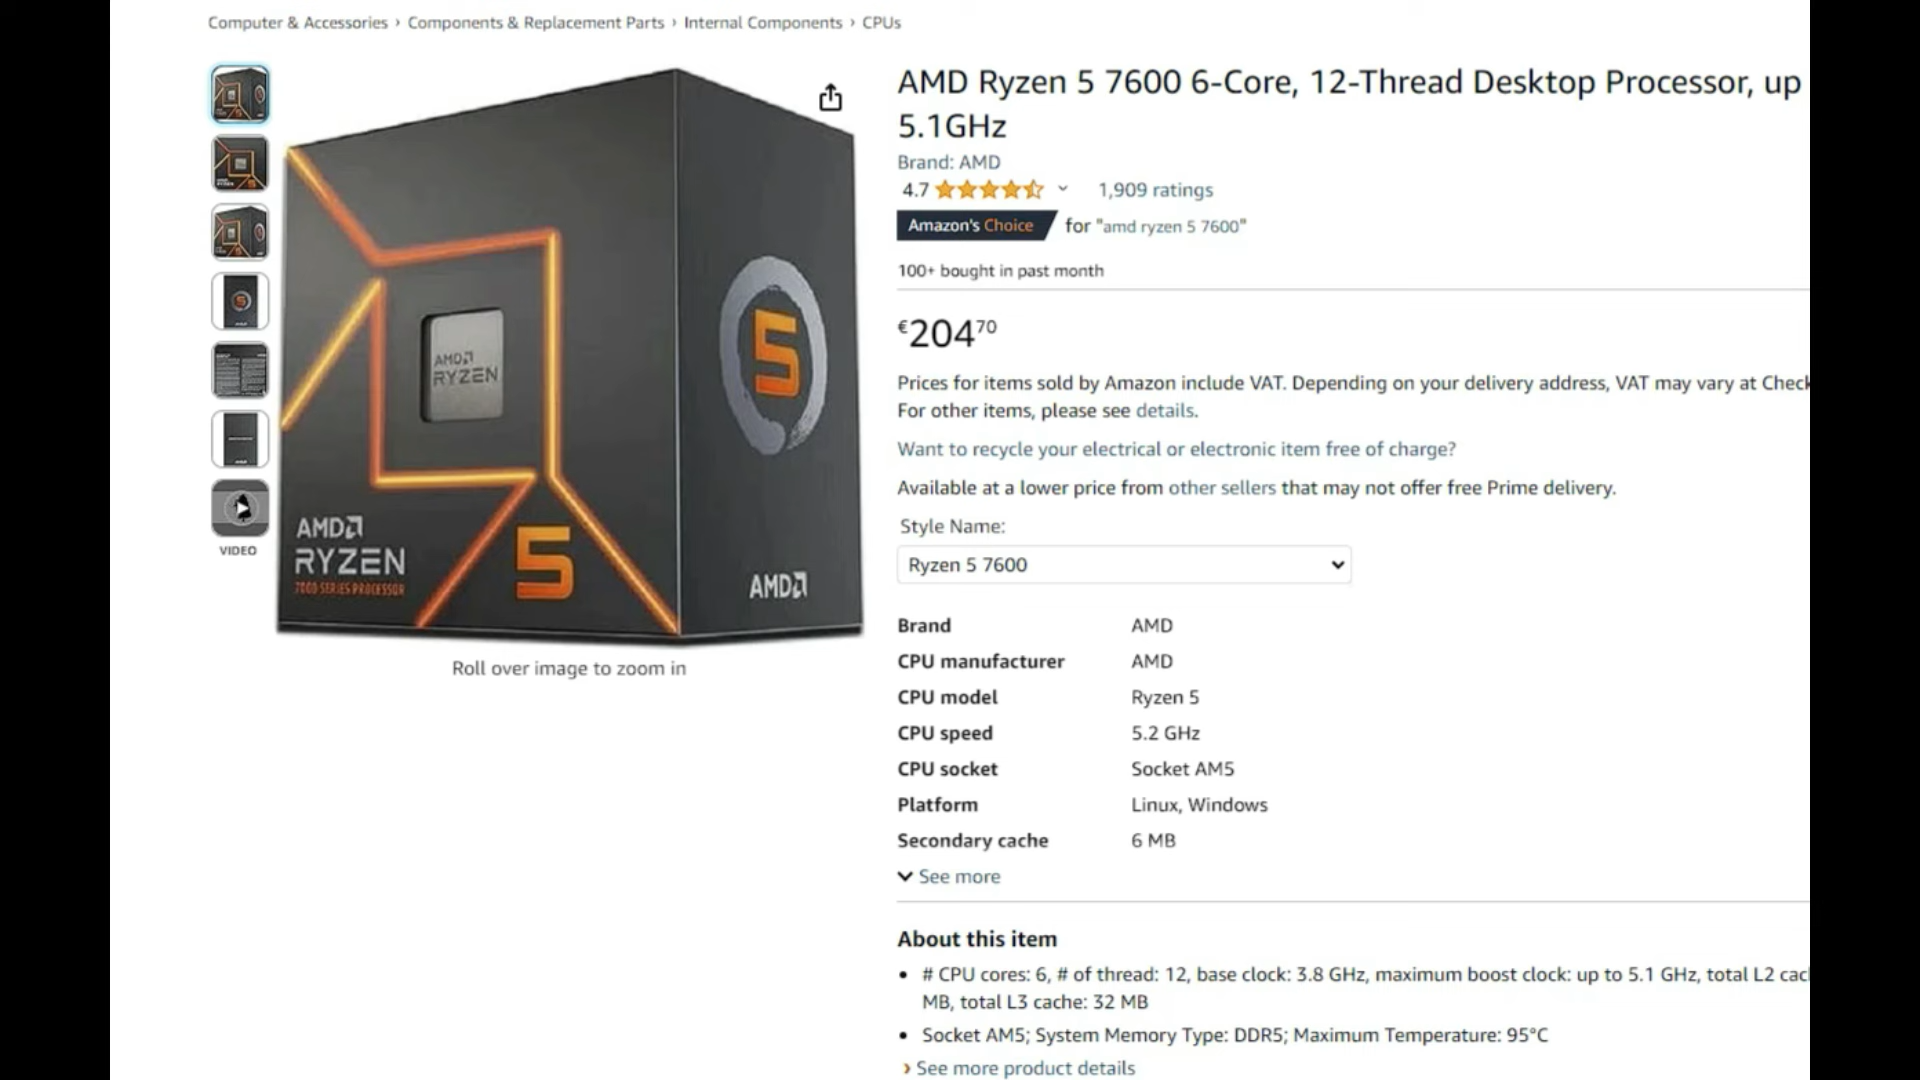 Computer & Accessories › Components & Replacement Parts › Internal Components › CPUs
AMD Ryzen 5 7600 6-Core, 12-Thread Desktop Processor, up
5.1GHz
Brand: AMD
4.7 1,909 ratings
Amazon's Choice for "amd ryzen 5 7600"
100+ bought in past month
€204⁷⁰
Prices for items sold by Amazon include VAT. Depending on your delivery address, VAT may vary at Check
For other items, please see details.
Want to recycle your electrical or electronic item free of charge?
Available at a lower price from other sellers that may not offer free Prime delivery.
Style Name:
Ryzen 5 7600
Brand AMD
CPU manufacturer AMD
CPU model Ryzen 5
CPU speed 5.2 GHz
CPU socket Socket AM5
Platform Linux, Windows
Secondary cache 6 MB
See more
About this item
• # CPU cores: 6, # of thread: 12, base clock: 3.8 GHz, maximum boost clock: up to 5.1 GHz, total L2 cac
MB, total L3 cache: 32 MB
• Socket AM5; System Memory Type: DDR5; Maximum Temperature: 95°C
› See more product details
AMD
RYZEN
5
AMD
RYZEN
7000 SERIES PROCESSOR
5
AMD
VIDEO
Roll over image to zoom in